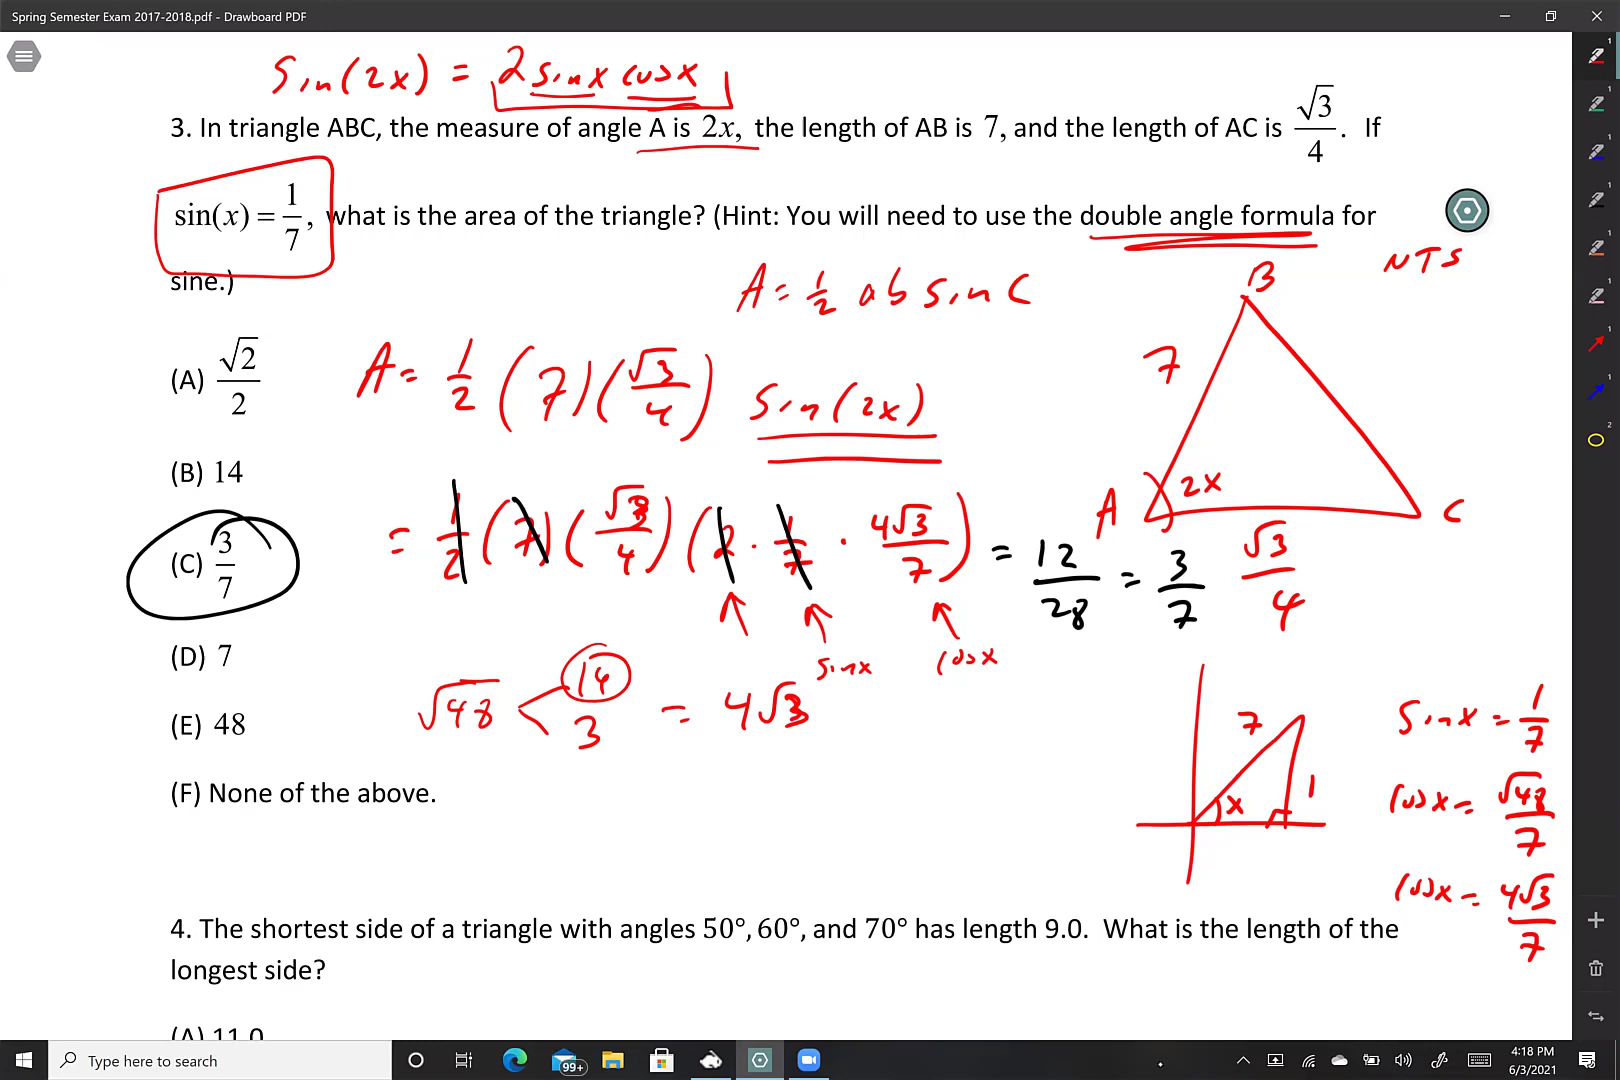 Spring Semester Exam 2017-2018.pdf - Drawboard PDF
sin(2x) = 2 sinx cosx
3. In triangle ABC, the measure of angle A is 2x, the length of AB is 7, and the length of AC is √3/4. If
sin(x) = 1/7, what is the area of the triangle? (Hint: You will need to use the double angle formula for
sine.)
NTS
A = 1/2 ab sin C
B
7
(A) √2/2
A = 1/2 (7)(√3/4) sin(2x)
(B) 14
A 2x C
(C) 3/7
= 1/2 (7)(√3/4)(2 · 1/7 · 4√3/7) = 12/28 = 3/7
√3/4
sinx cosx
(D) 7
√48 16 3 = 4√3
(E) 48
7 1 x
sinx = 1/7
cosx = √48/7
cosx = 4√3/7
(F) None of the above.
4. The shortest side of a triangle with angles 50°, 60°, and 70° has length 9.0. What is the length of the
longest side?
(A) 11.0
Type here to search
99+
4:18 PM
6/3/2021